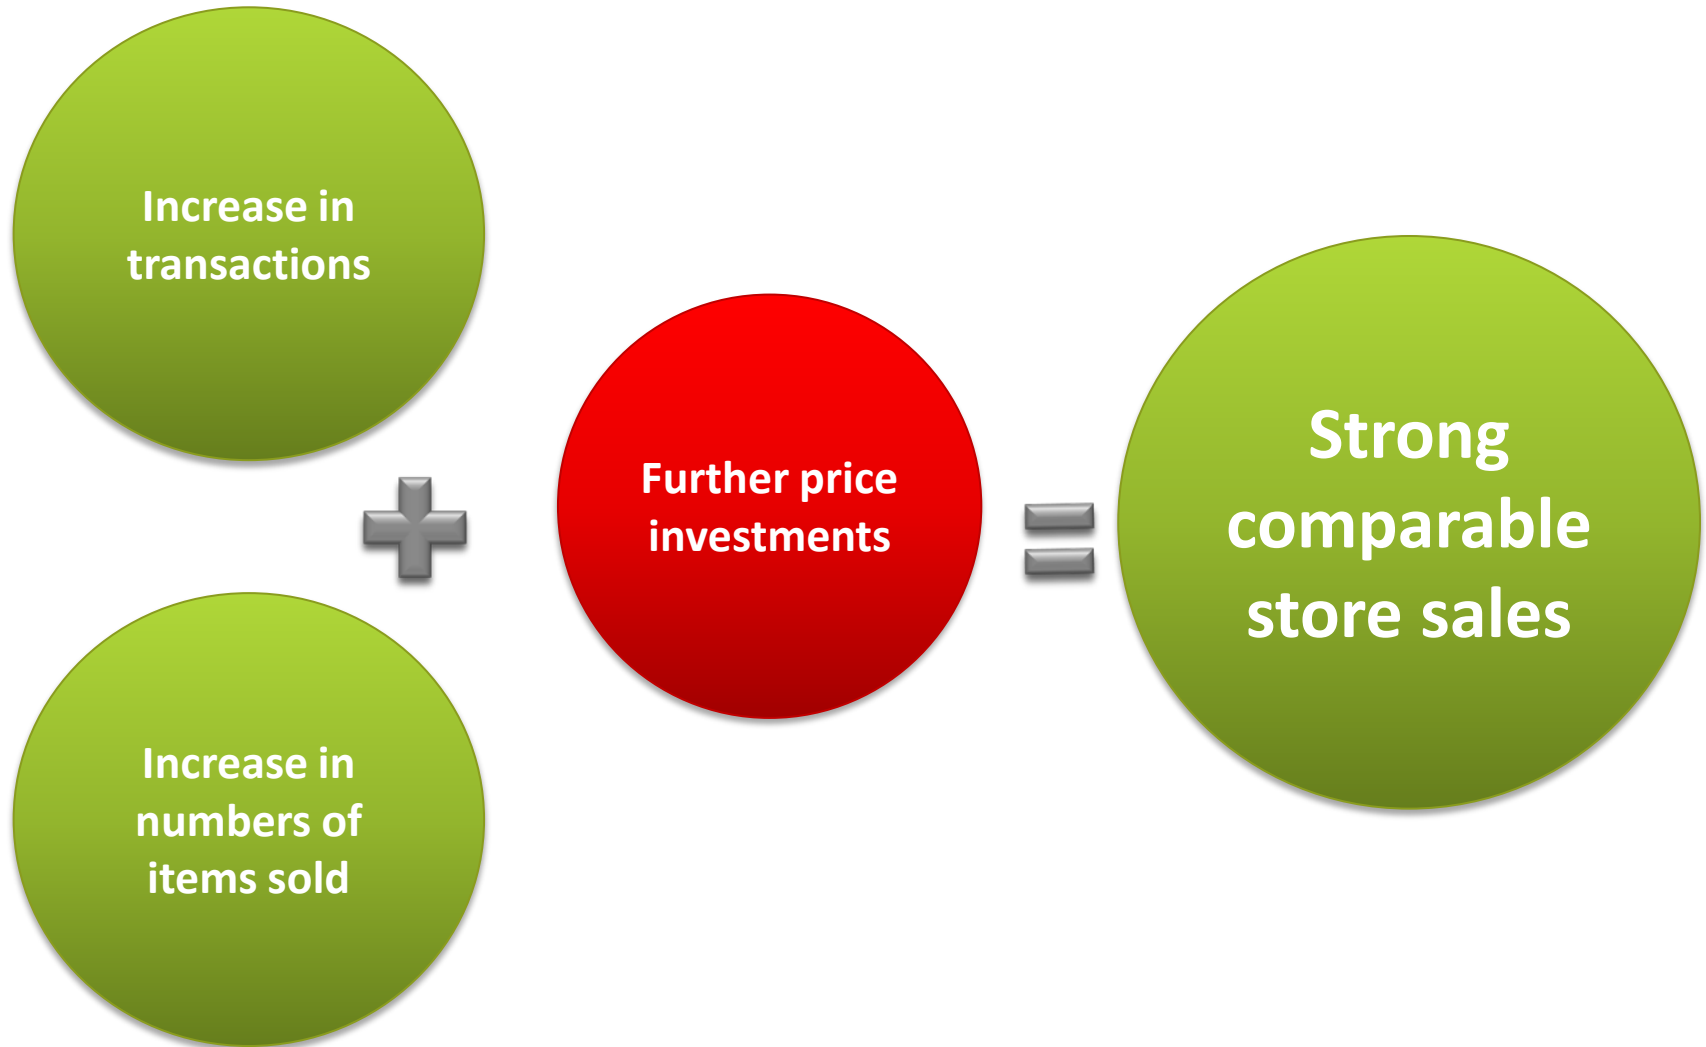 Increase in
transactions
Increase in
numbers of
items sold
Further price
investments
Strong
comparable
store sales